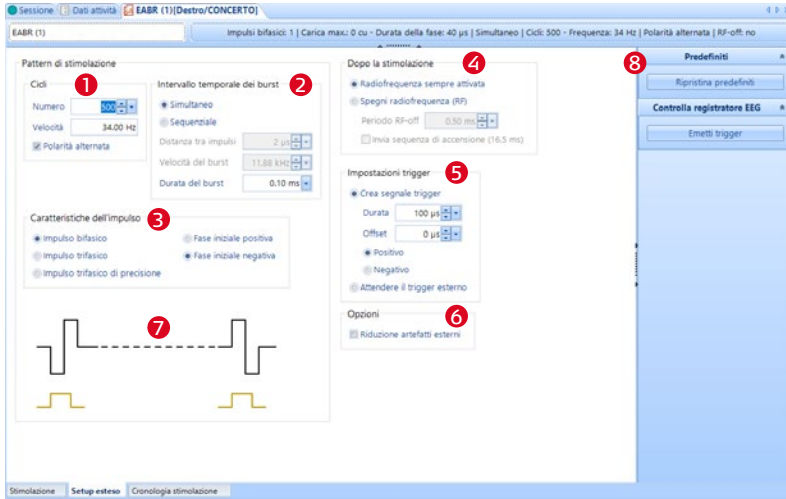 Sessione Dati attività EABR (1)[Destro/CONCERTO]
EABR (1) Impulsi bifasici: 1 | Carica max.: 0 cu - Durata della fase: 40 µs | Simultaneo | Cicli: 500 - Frequenza: 34 Hz | Polarità alternata | RF-off: no
Pattern di stimolazione
Cicli 1
Numero 500
Velocità 34.00 Hz
Polarità alternata
Intervallo temporale dei burst 2
Simultaneo
Sequenziale
Distanza tra impulsi 2 µs
Velocità del burst 11.88 kHz
Durata del burst 0.10 ms
Caratteristiche dell'impulso 3
Impulso bifasico Fase iniziale positiva
Impulso trifasico Fase iniziale negativa
Impulso trifasico di precisione
7
Dopo la stimolazione 4
Radiofrequenza sempre attivata
Spegni radiofrequenza (RF)
Periodo RF-off 0.50 ms
Invia sequenza di accensione (16.5 ms)
Impostazioni trigger 5
Crea segnale trigger
Durata 100 µs
Offset 0 µs
Positivo
Negativo
Attendere il trigger esterno
Opzioni 6
Riduzione artefatti esterni
8 Predefiniti
Ripristina predefiniti
Controlla registratore EEG
Emetti trigger
Stimolazione Setup esteso Cronologia stimolazione